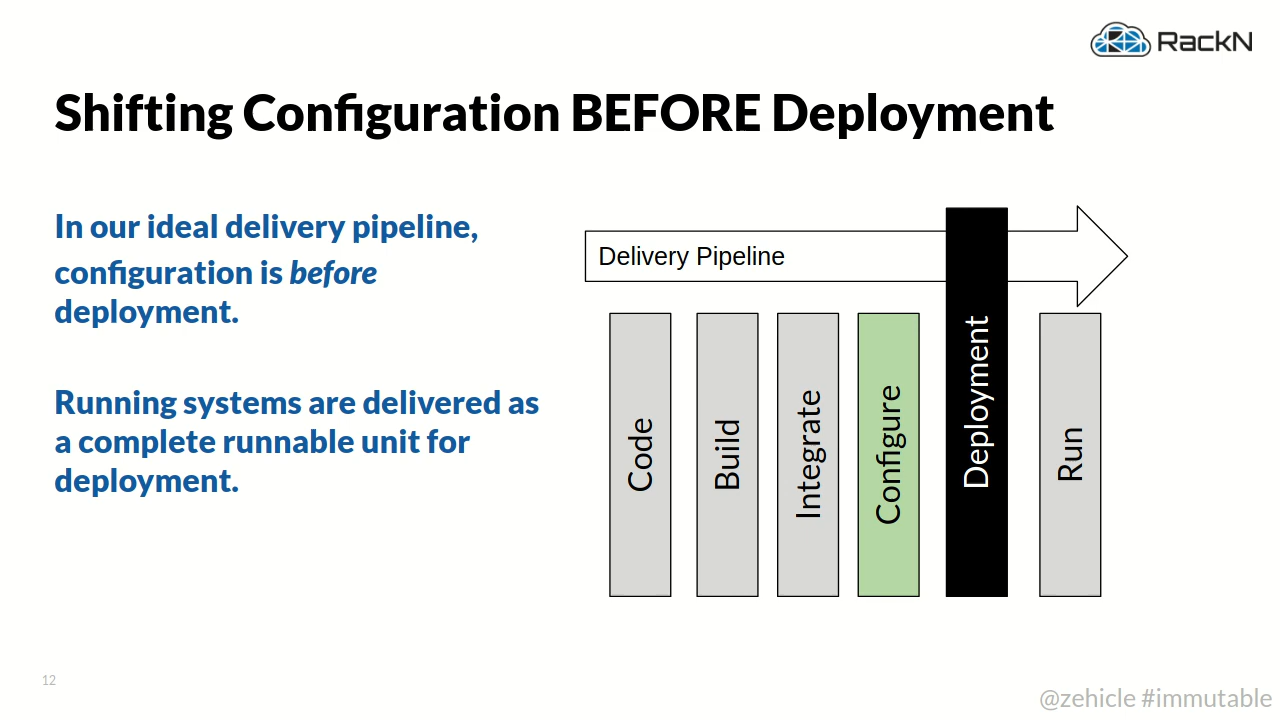 RackN
Shifting Configuration BEFORE Deployment
In our ideal delivery pipeline,
configuration is before
deployment.
Running systems are delivered as
a complete runnable unit for
deployment.
Delivery Pipeline
Code
Build
Integrate
Configure
Deployment
Run
12
@zehicle #immutable